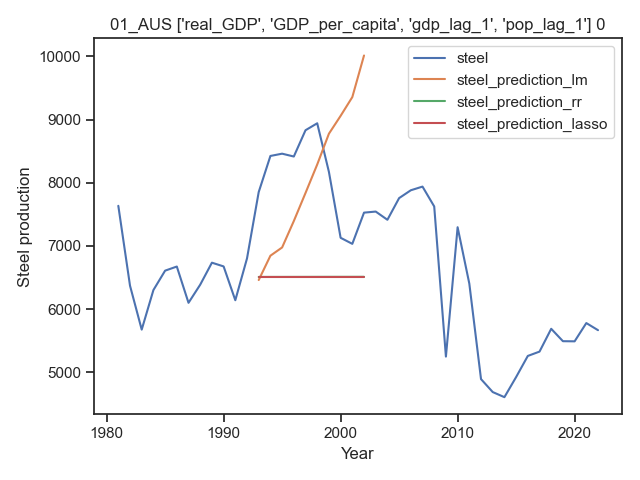 01_AUS ['real_GDP', 'GDP_per_capita', 'gdp_lag_1', 'pop_lag_1'] 0
steel
steel_prediction_lm
steel_prediction_rr
steel_prediction_lasso
Steel production
10000
9000
8000
7000
6000
5000
1980
1990
2000
2010
2020
Year